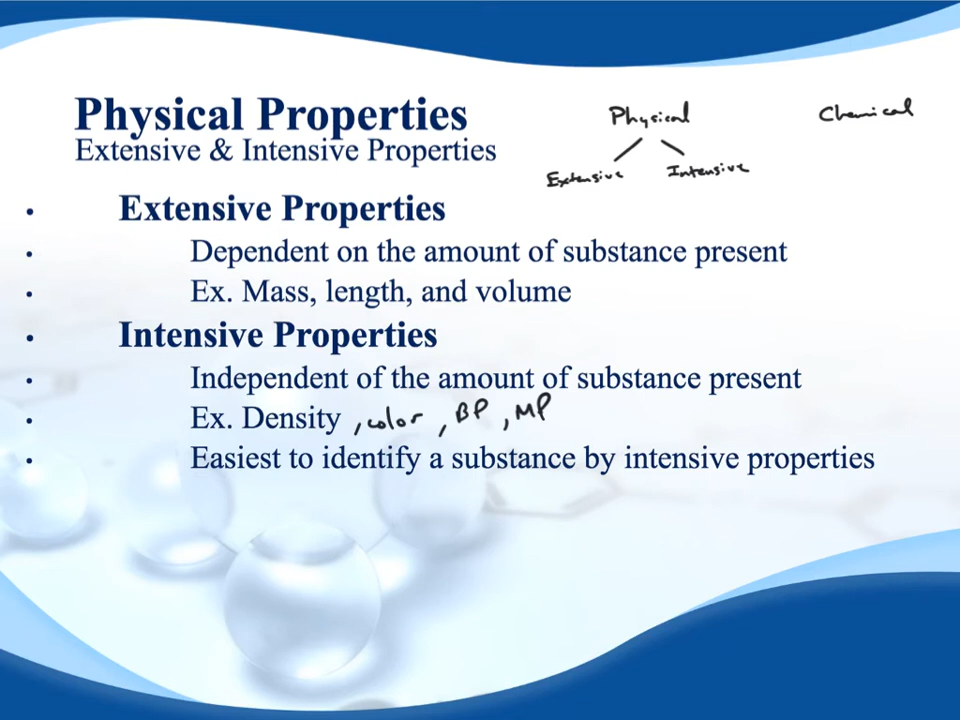 Physical Properties
Extensive & Intensive Properties
Physical
Chemical
Extensive Intensive
• Extensive Properties
• Dependent on the amount of substance present
• Ex. Mass, length, and volume
• Intensive Properties
• Independent of the amount of substance present
• Ex. Density , color , BP , MP
• Easiest to identify a substance by intensive properties